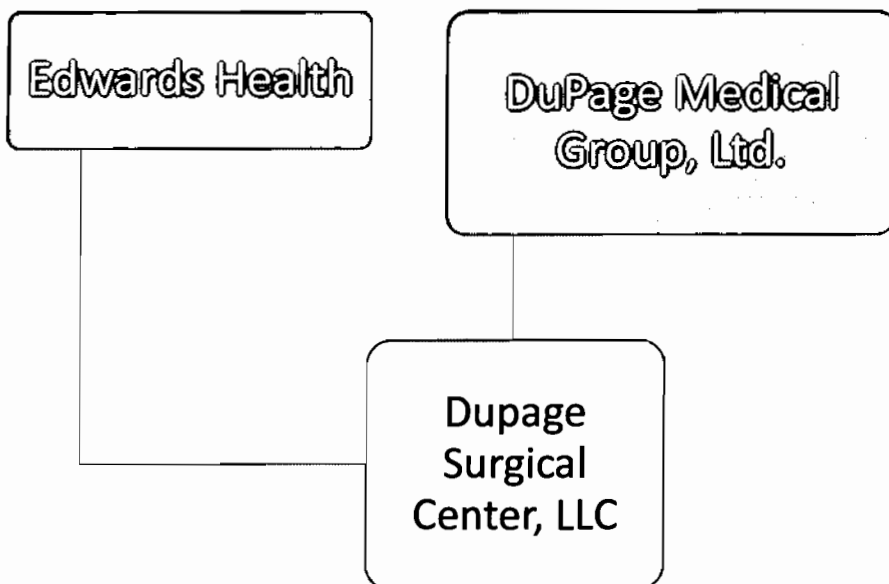 Edwards Health
DuPage Medical
Group, Ltd.
Dupage
Surgical
Center, LLC